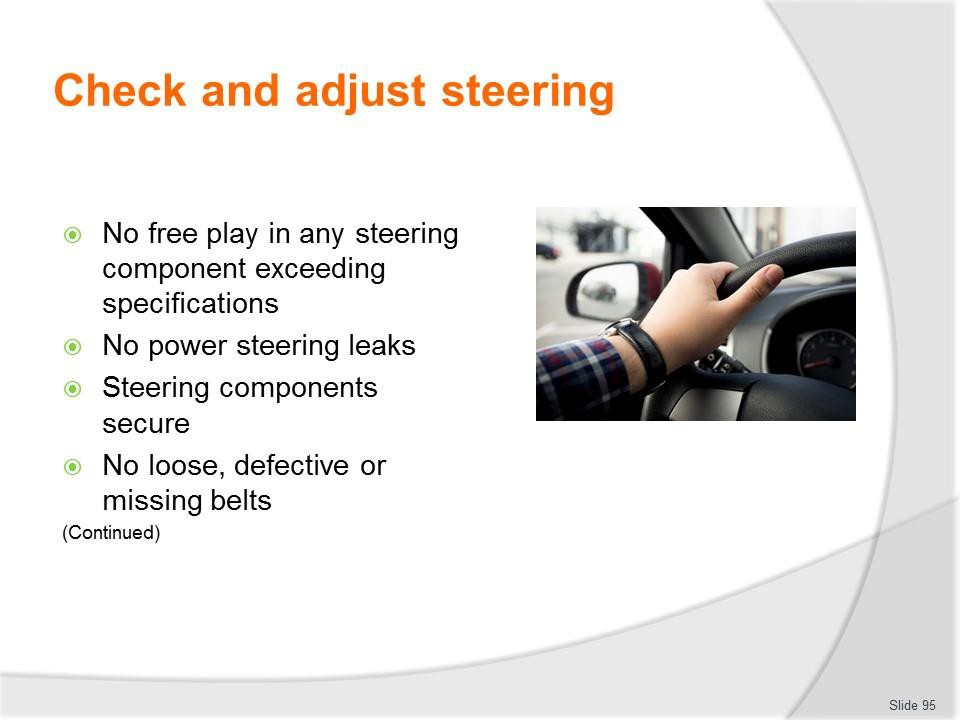 Check and adjust steering
No free play in any steering
component exceeding
specifications
No power steering leaks
Steering components
secure
No loose, defective or
missing belts
(Continued)
Slide 95